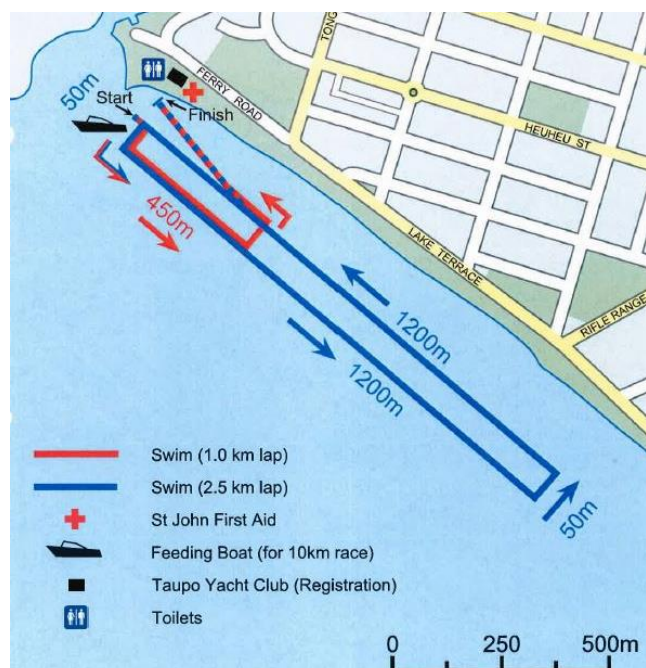 TONG
FERRY ROAD
50m
Start
Finish
HEUHEU ST
450m
LAKE TERRACE
RIFLE RANGE
1200m
1200m
50m
Swim (1.0 km lap)
Swim (2.5 km lap)
St John First Aid
Feeding Boat (for 10km race)
Taupo Yacht Club (Registration)
Toilets
0 250 500m